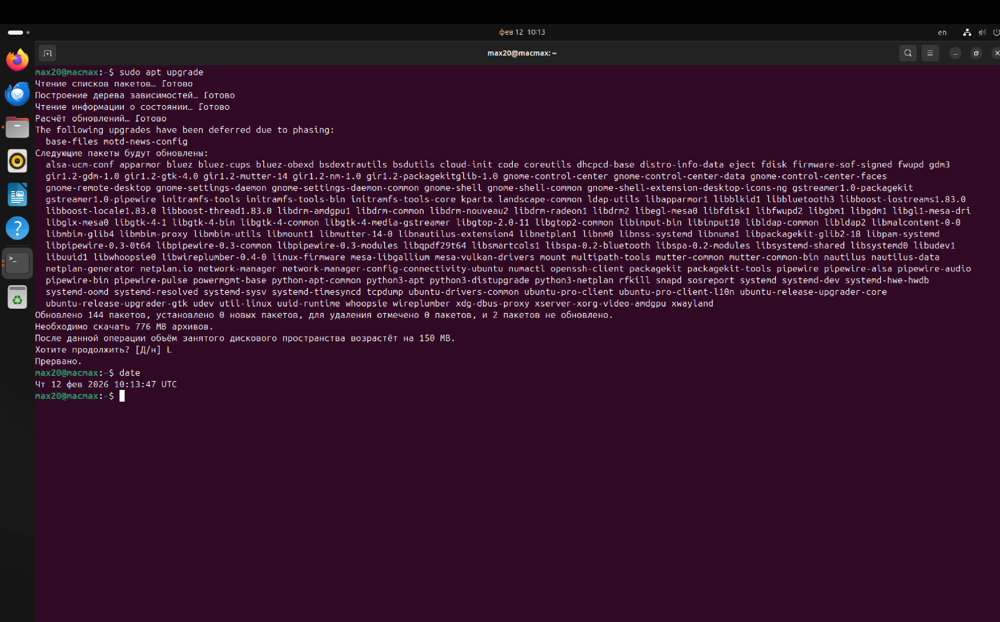 фев 12 10:13
en
max20@macmax: ~
max20@macmax:~$ sudo apt upgrade
Чтение списков пакетов… Готово
Построение дерева зависимостей… Готово
Чтение информации о состоянии… Готово
Расчёт обновлений… Готово
The following upgrades have been deferred due to phasing:
  base-files motd-news-config
Следующие пакеты будут обновлены:
  alsa-ucm-conf apparmor bluez bluez-cups bluez-obexd bsdextrautils bsdutils cloud-init code coreutils dhcpcd-base distro-info-data eject fdisk firmware-sof-signed fwupd gdm3
  gir1.2-gdm-1.0 gir1.2-gtk-4.0 gir1.2-mutter-14 gir1.2-nm-1.0 gir1.2-packagekitglib-1.0 gnome-control-center gnome-control-center-data gnome-control-center-faces
  gnome-remote-desktop gnome-settings-daemon gnome-settings-daemon-common gnome-shell gnome-shell-common gnome-shell-extension-desktop-icons-ng gstreamer1.0-packagekit
  gstreamer1.0-pipewire initramfs-tools initramfs-tools-bin initramfs-tools-core kpartx landscape-common ldap-utils libapparmor1 libblkid1 libbluetooth3 libboost-iostreams1.83.0
  libboost-locale1.83.0 libboost-thread1.83.0 libdrm-amdgpu1 libdrm-common libdrm-nouveau2 libdrm-radeon1 libdrm2 libegl-mesa0 libfdisk1 libfwupd2 libgbm1 libgdm1 libgl1-mesa-dri
  libglx-mesa0 libgtk-4-1 libgtk-4-bin libgtk-4-common libgtk-4-media-gstreamer libgtop-2.0-11 libgtop2-common libinput-bin libinput10 libldap-common libldap2 libmalcontent-0-0
  libmbim-glib4 libmbim-proxy libmbim-utils libmount1 libmutter-14-0 libnautilus-extension4 libnetplan1 libnm0 libnss-systemd libnuma1 libpackagekit-glib2-18 libpam-systemd
  libpipewire-0.3-0t64 libpipewire-0.3-common libpipewire-0.3-modules libqpdf29t64 libsmartcols1 libspa-0.2-bluetooth libspa-0.2-modules libsystemd-shared libsystemd0 libudev1
  libuuid1 libwhoopsie0 libwireplumber-0.4-0 linux-firmware mesa-libgallium mesa-vulkan-drivers mount multipath-tools mutter-common mutter-common-bin nautilus nautilus-data
  netplan-generator netplan.io network-manager network-manager-config-connectivity-ubuntu numactl openssh-client packagekit packagekit-tools pipewire pipewire-alsa pipewire-audio
  pipewire-bin pipewire-pulse powermgmt-base python-apt-common python3-apt python3-distupgrade python3-netplan rfkill snapd sosreport systemd systemd-dev systemd-hwe-hwdb
  systemd-oomd systemd-resolved systemd-sysv systemd-timesyncd tcpdump ubuntu-drivers-common ubuntu-pro-client ubuntu-pro-client-l10n ubuntu-release-upgrader-core
  ubuntu-release-upgrader-gtk udev util-linux uuid-runtime whoopsie wireplumber xdg-dbus-proxy xserver-xorg-video-amdgpu xwayland
Обновлено 144 пакетов, установлено 0 новых пакетов, для удаления отмечено 0 пакетов, и 2 пакетов не обновлено.
Необходимо скачать 776 MB архивов.
После данной операции объём занятого дискового пространства возрастёт на 150 MB.
Хотите продолжить? [Д/н] L
Прервано.
max20@macmax:~$ date
Чт 12 фев 2026 10:13:47 UTC
max20@macmax:~$